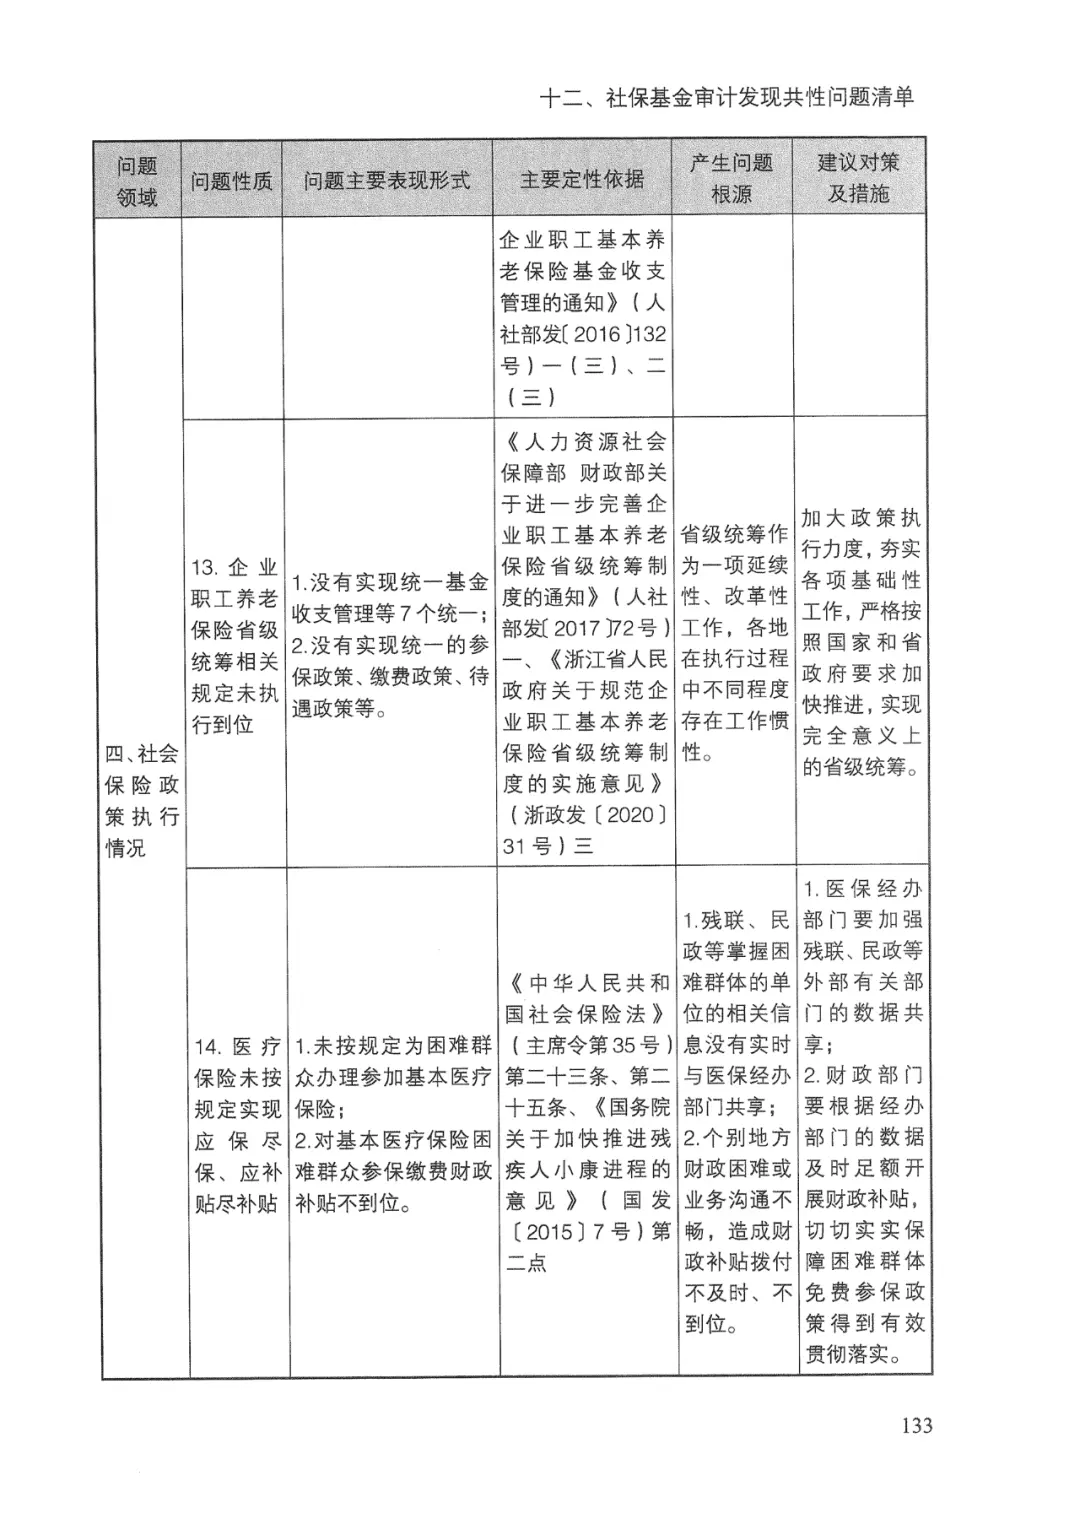 十二、社保基金审计发现共性问题清单
问题
领域
问题性质
问题主要表现形式
主要定性依据
产生问题
根源
建议对策
及措施
四、社会
保险政
策执行
情况
企业职工基本养
老保险基金收支
管理的通知》(人
社部发〔2016〕132
号)一(三)、二
(三)
13. 企业
职工养老
保险省级
统筹相关
规定未执
行到位
1.没有实现统一基金
收支管理等7个统一;
2.没有实现统一的参
保政策、缴费政策、待
遇政策等。
《人力资源社会
保障部 财政部关
于进一步完善企
业职工基本养老
保险省级统筹制
度的通知》(人社
部发〔2017〕72号)
一、《浙江省人民
政府关于规范企
业职工基本养老
保险省级统筹制
度的实施意见》
(浙政发〔2020〕
31号)三
省级统筹作
为一项延续
性、改革性
工作，各地
在执行过程
中不同程度
存在工作惯
性。
加大政策执
行力度，夯实
各项基础性
工作，严格按
照国家和省
政府要求加
快推进，实现
完全意义上
的省级统筹。
14. 医疗
保险未按
规定实现
应保尽
保、应补
贴尽补贴
1.未按规定为困难群
众办理参加基本医疗
保险;
2.对基本医疗保险困
难群众参保缴费财政
补贴不到位。
《中华人民共和
国社会保险法》
(主席令第35号)
第二十三条、第二
十五条、《国务院
关于加快推进残
疾人小康进程的
意见》(国发
〔2015〕7号)第
二点
1.残联、民
政等掌握困
难群体的单
位的相关信
息没有实时
与医保经办
部门共享;
2.个别地方
财政困难或
业务沟通不
畅，造成财
政补贴拨付
不及时、不
到位。
1.医保经办
部门要加强
残联、民政等
外部有关部
门的数据共
享;
2.财政部门
要根据经办
部门的数据
及时足额开
展财政补贴，
切切实实保
障困难群体
免费参保政
策得到有效
贯彻落实。
133